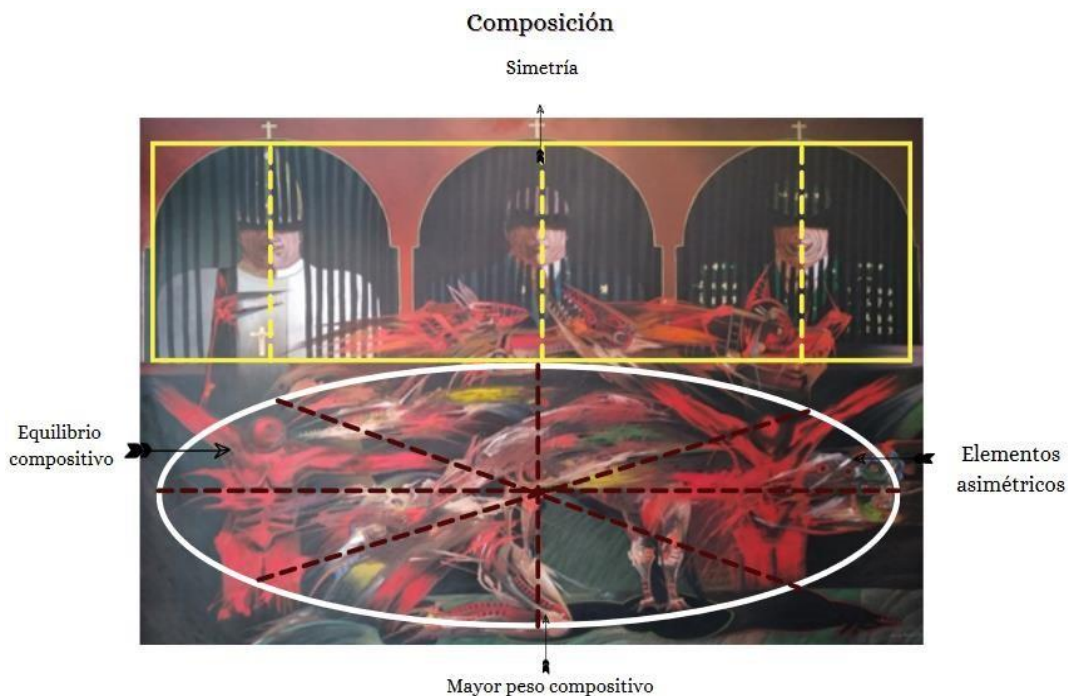 Composición
Simetría
Equilibrio
compositivo
Elementos
asimétricos
Mayor peso compositivo